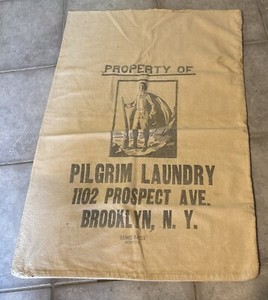 PROPERTY OF
PILGRIM LAUNDRY
1102 PROSPECT AVE.
BROOKLYN, N. Y.